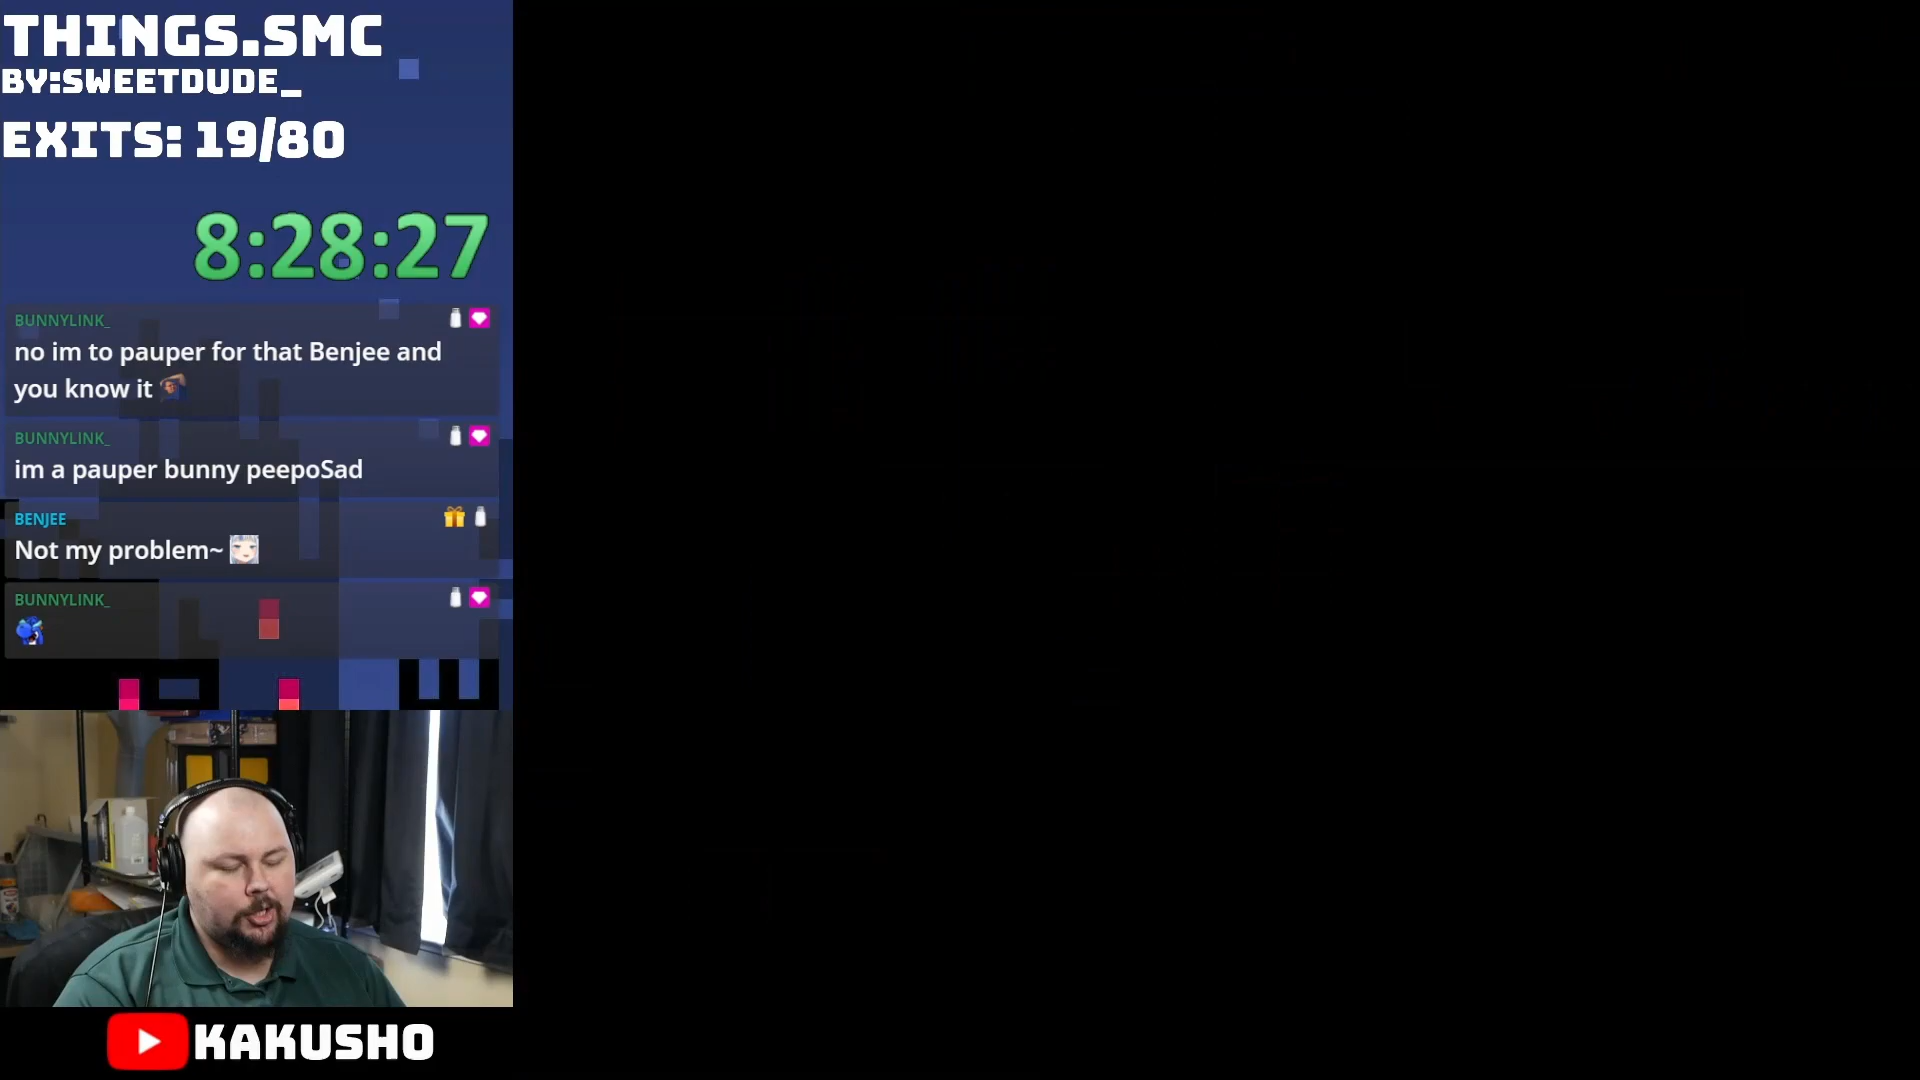 THINGS.SMC
BY:SWEETDUDE_
EXITS: 19/80
8:28:27
BUNNYLINK_
no im to pauper for that Benjee and
you know it
BUNNYLINK_
im a pauper bunny peepoSad
BENJEE
Not my problem~
BUNNYLINK_
KAKUSHO